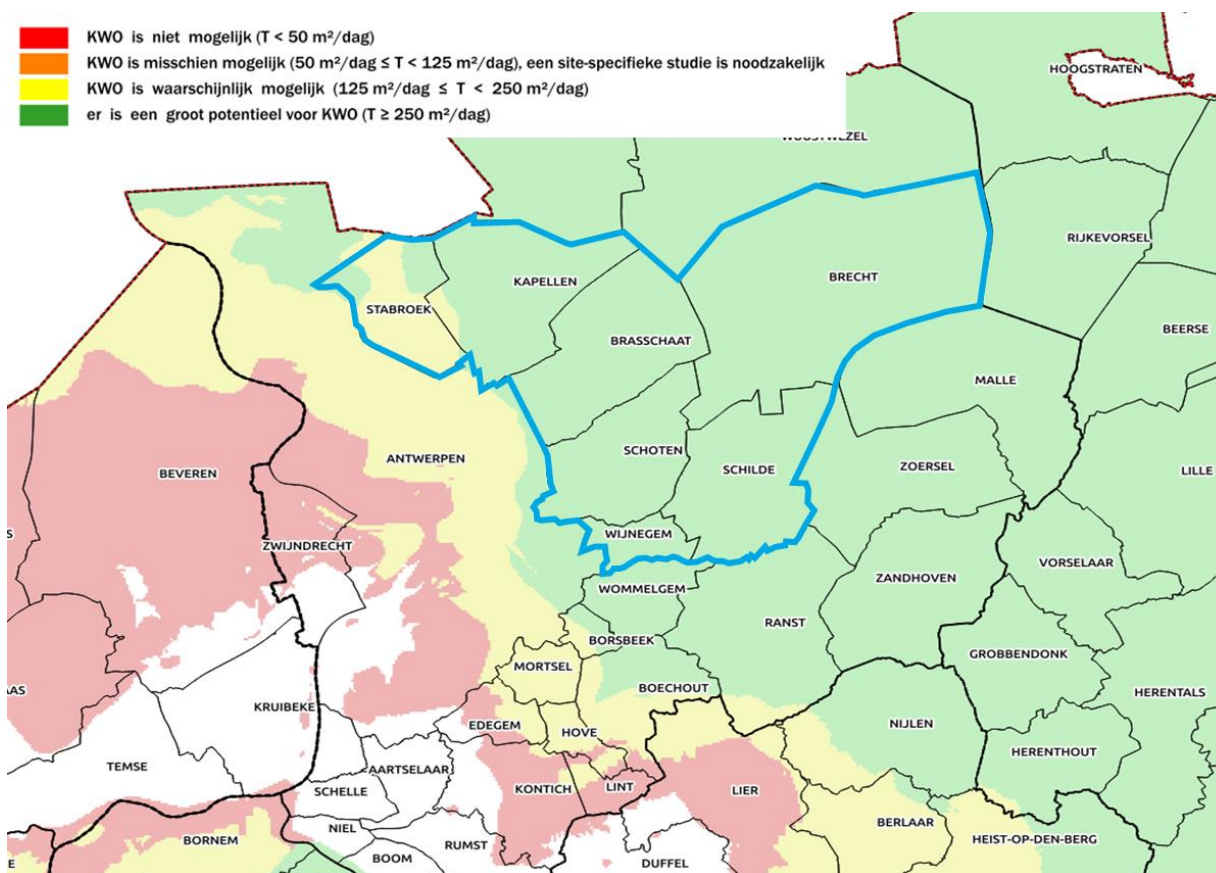 KWO is niet mogelijk (T < 50 m²/dag)
KWO is misschien mogelijk (50 m²/dag ≤ T < 125 m²/dag), een site-specifieke studie is noodzakelijk
KWO is waarschijnlijk mogelijk (125 m²/dag ≤ T < 250 m²/dag)
er is een groot potentieel voor KWO (T ≥ 250 m²/dag)
HOOGSTRATEN
RIJKEVORSEL
KAPELLEN
BRECHT
STABROEK
BEERSE
BRASSCHAAT
MALLE
ANTWERPEN
SCHOTEN
SCHILDE
ZOERSEL
LILLE
BEVEREN
WIJNEGEM
ZWIJNDRECHT
WOMMELGEM
ZANDHOVEN
VORSELAAR
RANST
BORSBEEK
GROBBENDONK
MORTSEL
BOECHOUT
AAS
HERENTALS
KRUIBEKE
EDEGEM
HOVE
NIJLEN
HERENTHOUT
TEMSE
AARTSELAAR
SCHELLE
KONTICH
LINT
LIER
BERLAAR
NIEL
RUMST
BORNEM
HEIST-OP-DEN-BERG
BOOM
DUFFEL